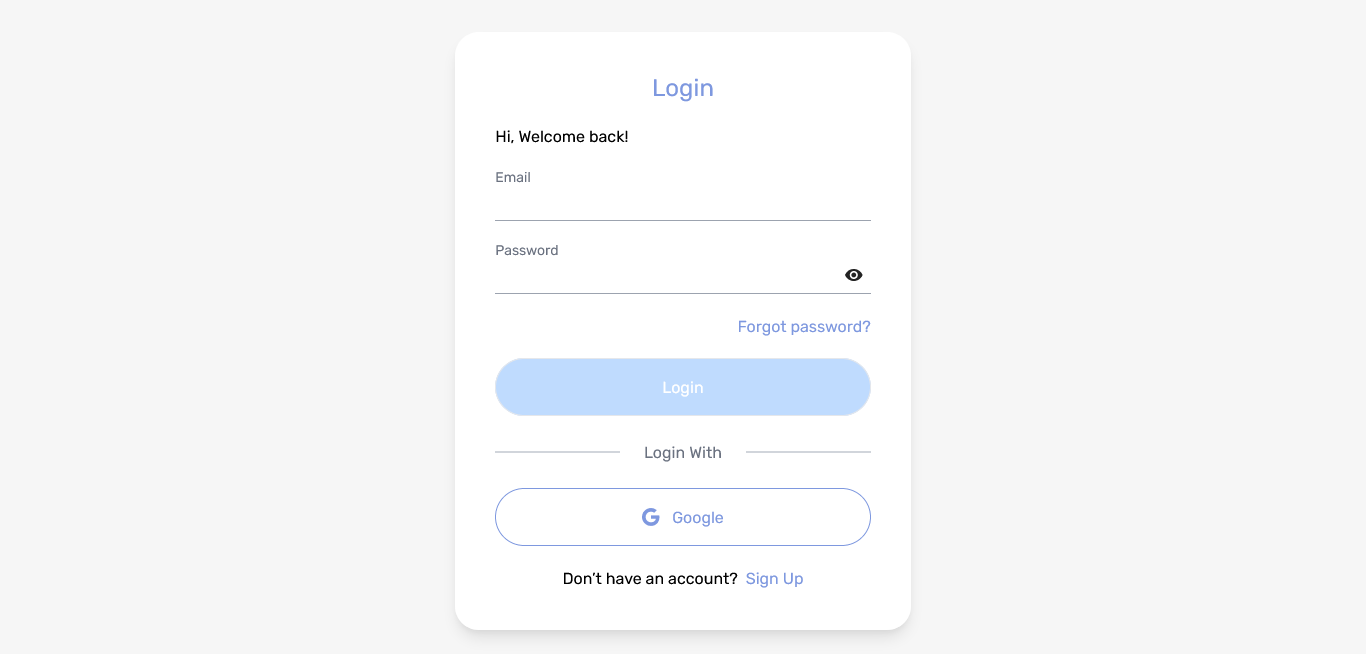 Login
Hi, Welcome back!
Email
Password
Forgot password?
Login
Login With
Google
Don’t have an account? Sign Up